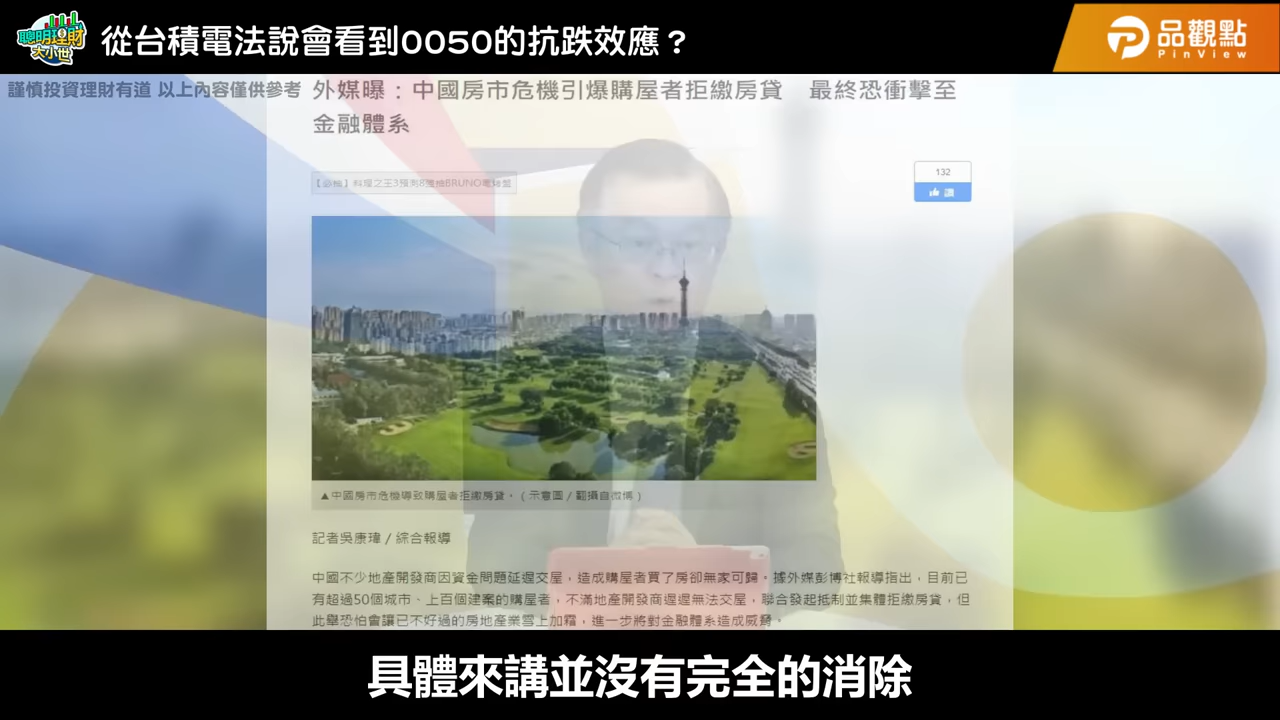 聰明理財
大小世
從台積電法說會看到0050的抗跌效應？
品觀點
PinView
謹慎投資理財有道 以上內容僅供參考
外媒曝：中國房市危機引爆購屋者拒繳房貸　最終恐衝擊至
金融體系
132
讚
▲中國房市危機導致購屋者拒繳房貸。（示意圖／翻攝自微博）
記者吳康瑋／綜合報導
中國不少地產開發商因資金問題延遲交屋，造成購屋者買了房卻無家可歸。據外媒彭博社報導指出，目前已
有超過50個城市、上百個建案的購屋者，不滿地產開發商遲遲無法交屋，聯合發起抵制並集體拒繳房貸，但
此舉恐怕會讓已不好過的房地產業雪上加霜，進一步將對金融體系造成威脅。
具體來講並沒有完全的消除